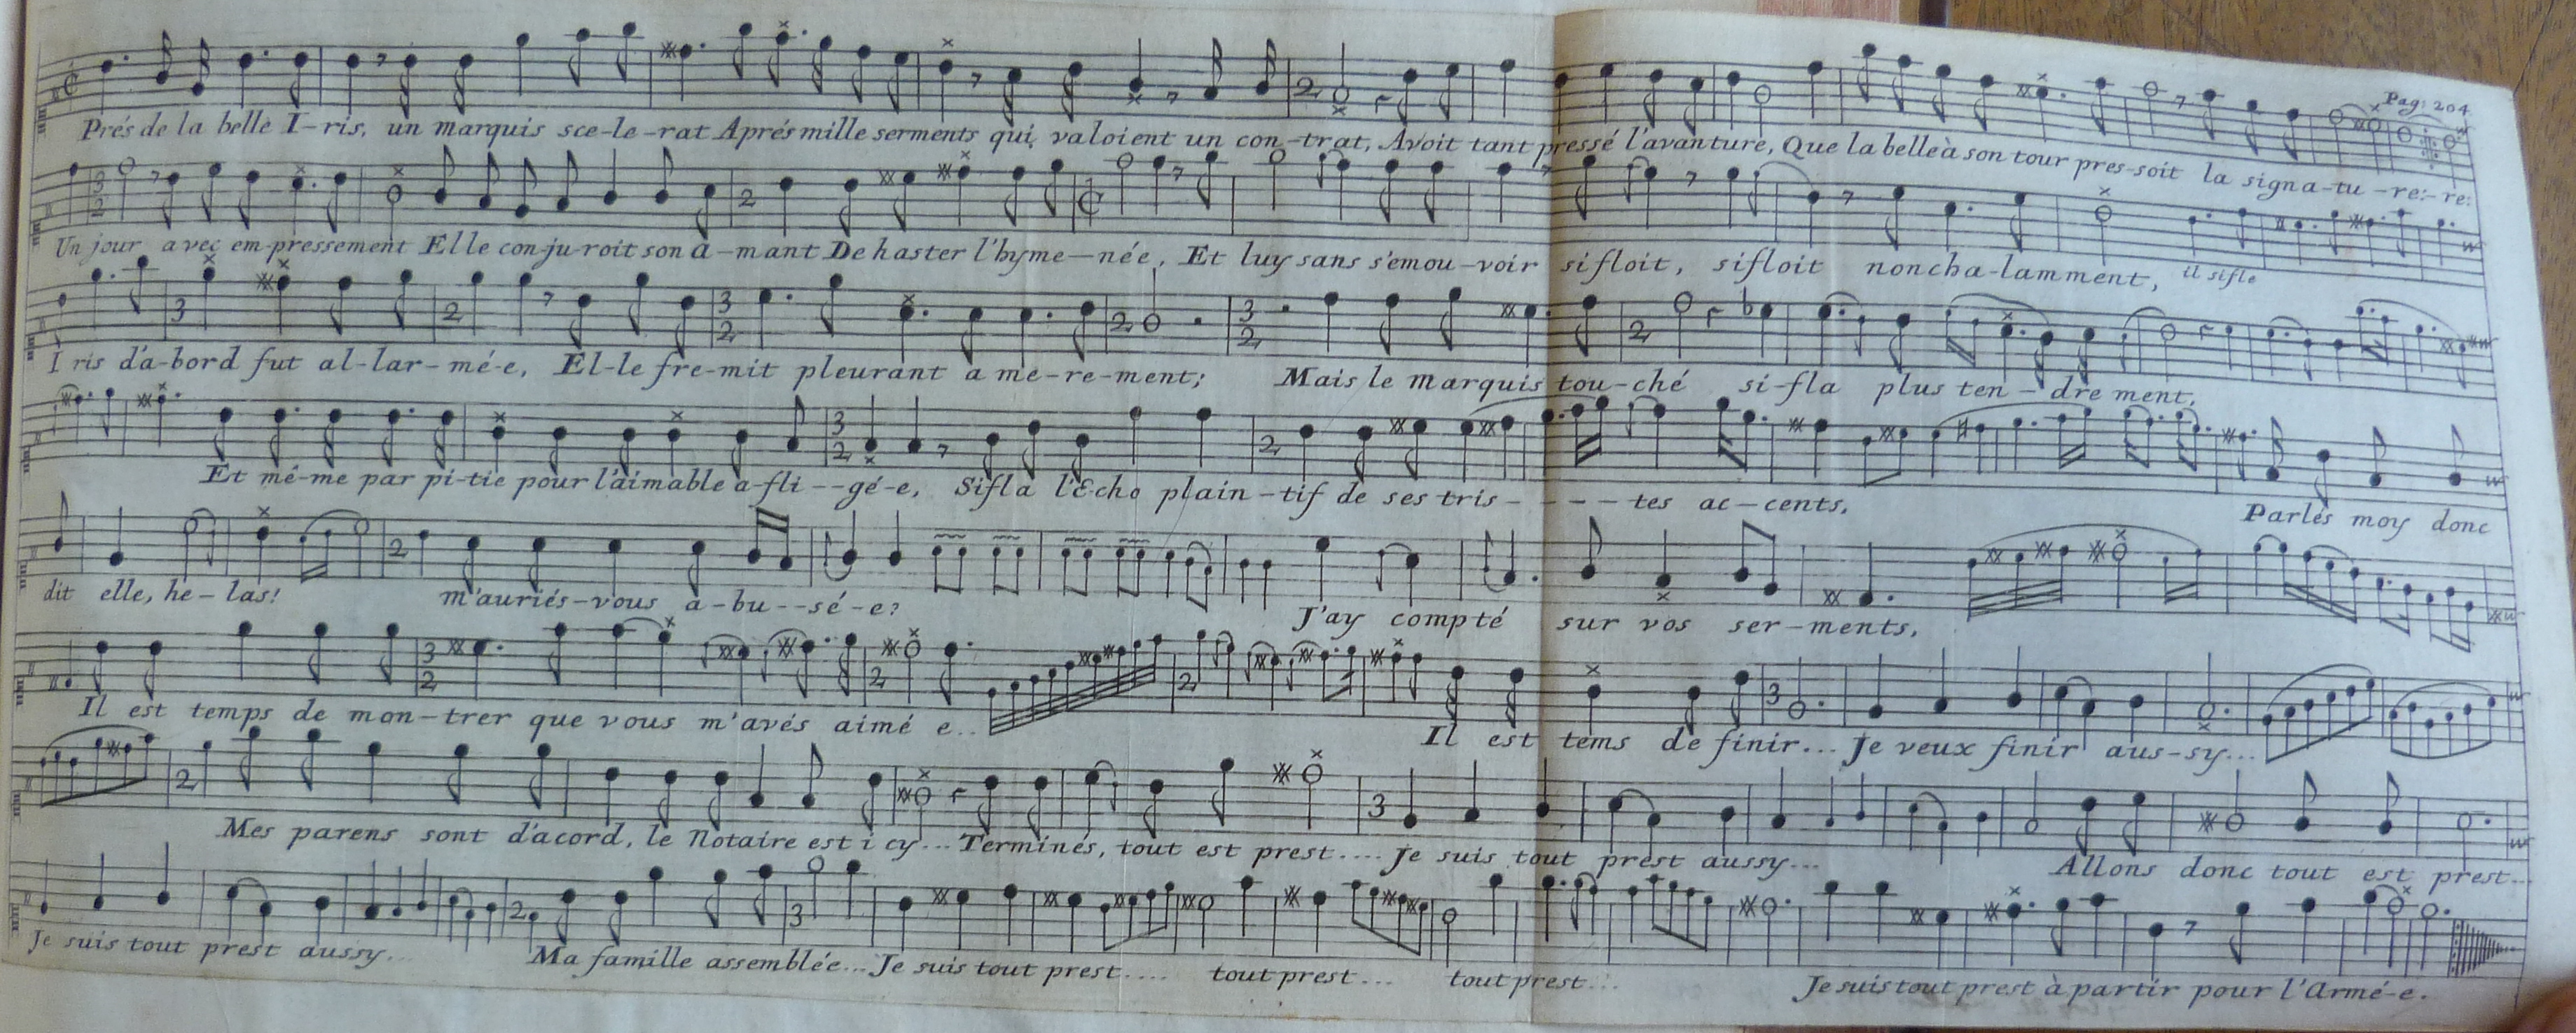 Pag: 204
Prés de la belle I-ris, un marquis sce-le-rat Aprés mille serments qui valoient un con-trat, Avoit tant pressé l'avanture, Que la belle à son tour pres-soit la signa-tu-re:-re:
Un jour avec em-pressement Elle con-ju-roit son a-mant De haster l'hyme-née, Et luy sans s'emou-voir sifloit, sifloit noncha-lamment, il sifle
I ris d'a-bord fut al-lar-mé-e, El-le fre-mit pleurant a me-re-ment; Mais le marquis tou-ché si-fla plus ten-dre ment,
Et mé-me par pi-tie pour l'aimable a-fli--gé-e, Sifla l'Echo plain-tif de ses tris----tes ac-cents, Parlés moy donc
dit elle, he-las! m'auriés-vous a-bu--sé-e? J'ay compté sur vos ser-ments,
Il est temps de mon-trer que vous m'avés aimé e.. Il est tems de finir... Je veux finir aus-sy...
Mes parens sont d'acord, le Notaire est i cy... Terminés, tout est prest.... Je suis tout prest aussy... Allons donc tout est prest...
Je suis tout prest aussy... Ma famille assemblée... Je suis tout prest.... tout prest... tout prest... Je suis tout prest à partir pour l'Armé-e.